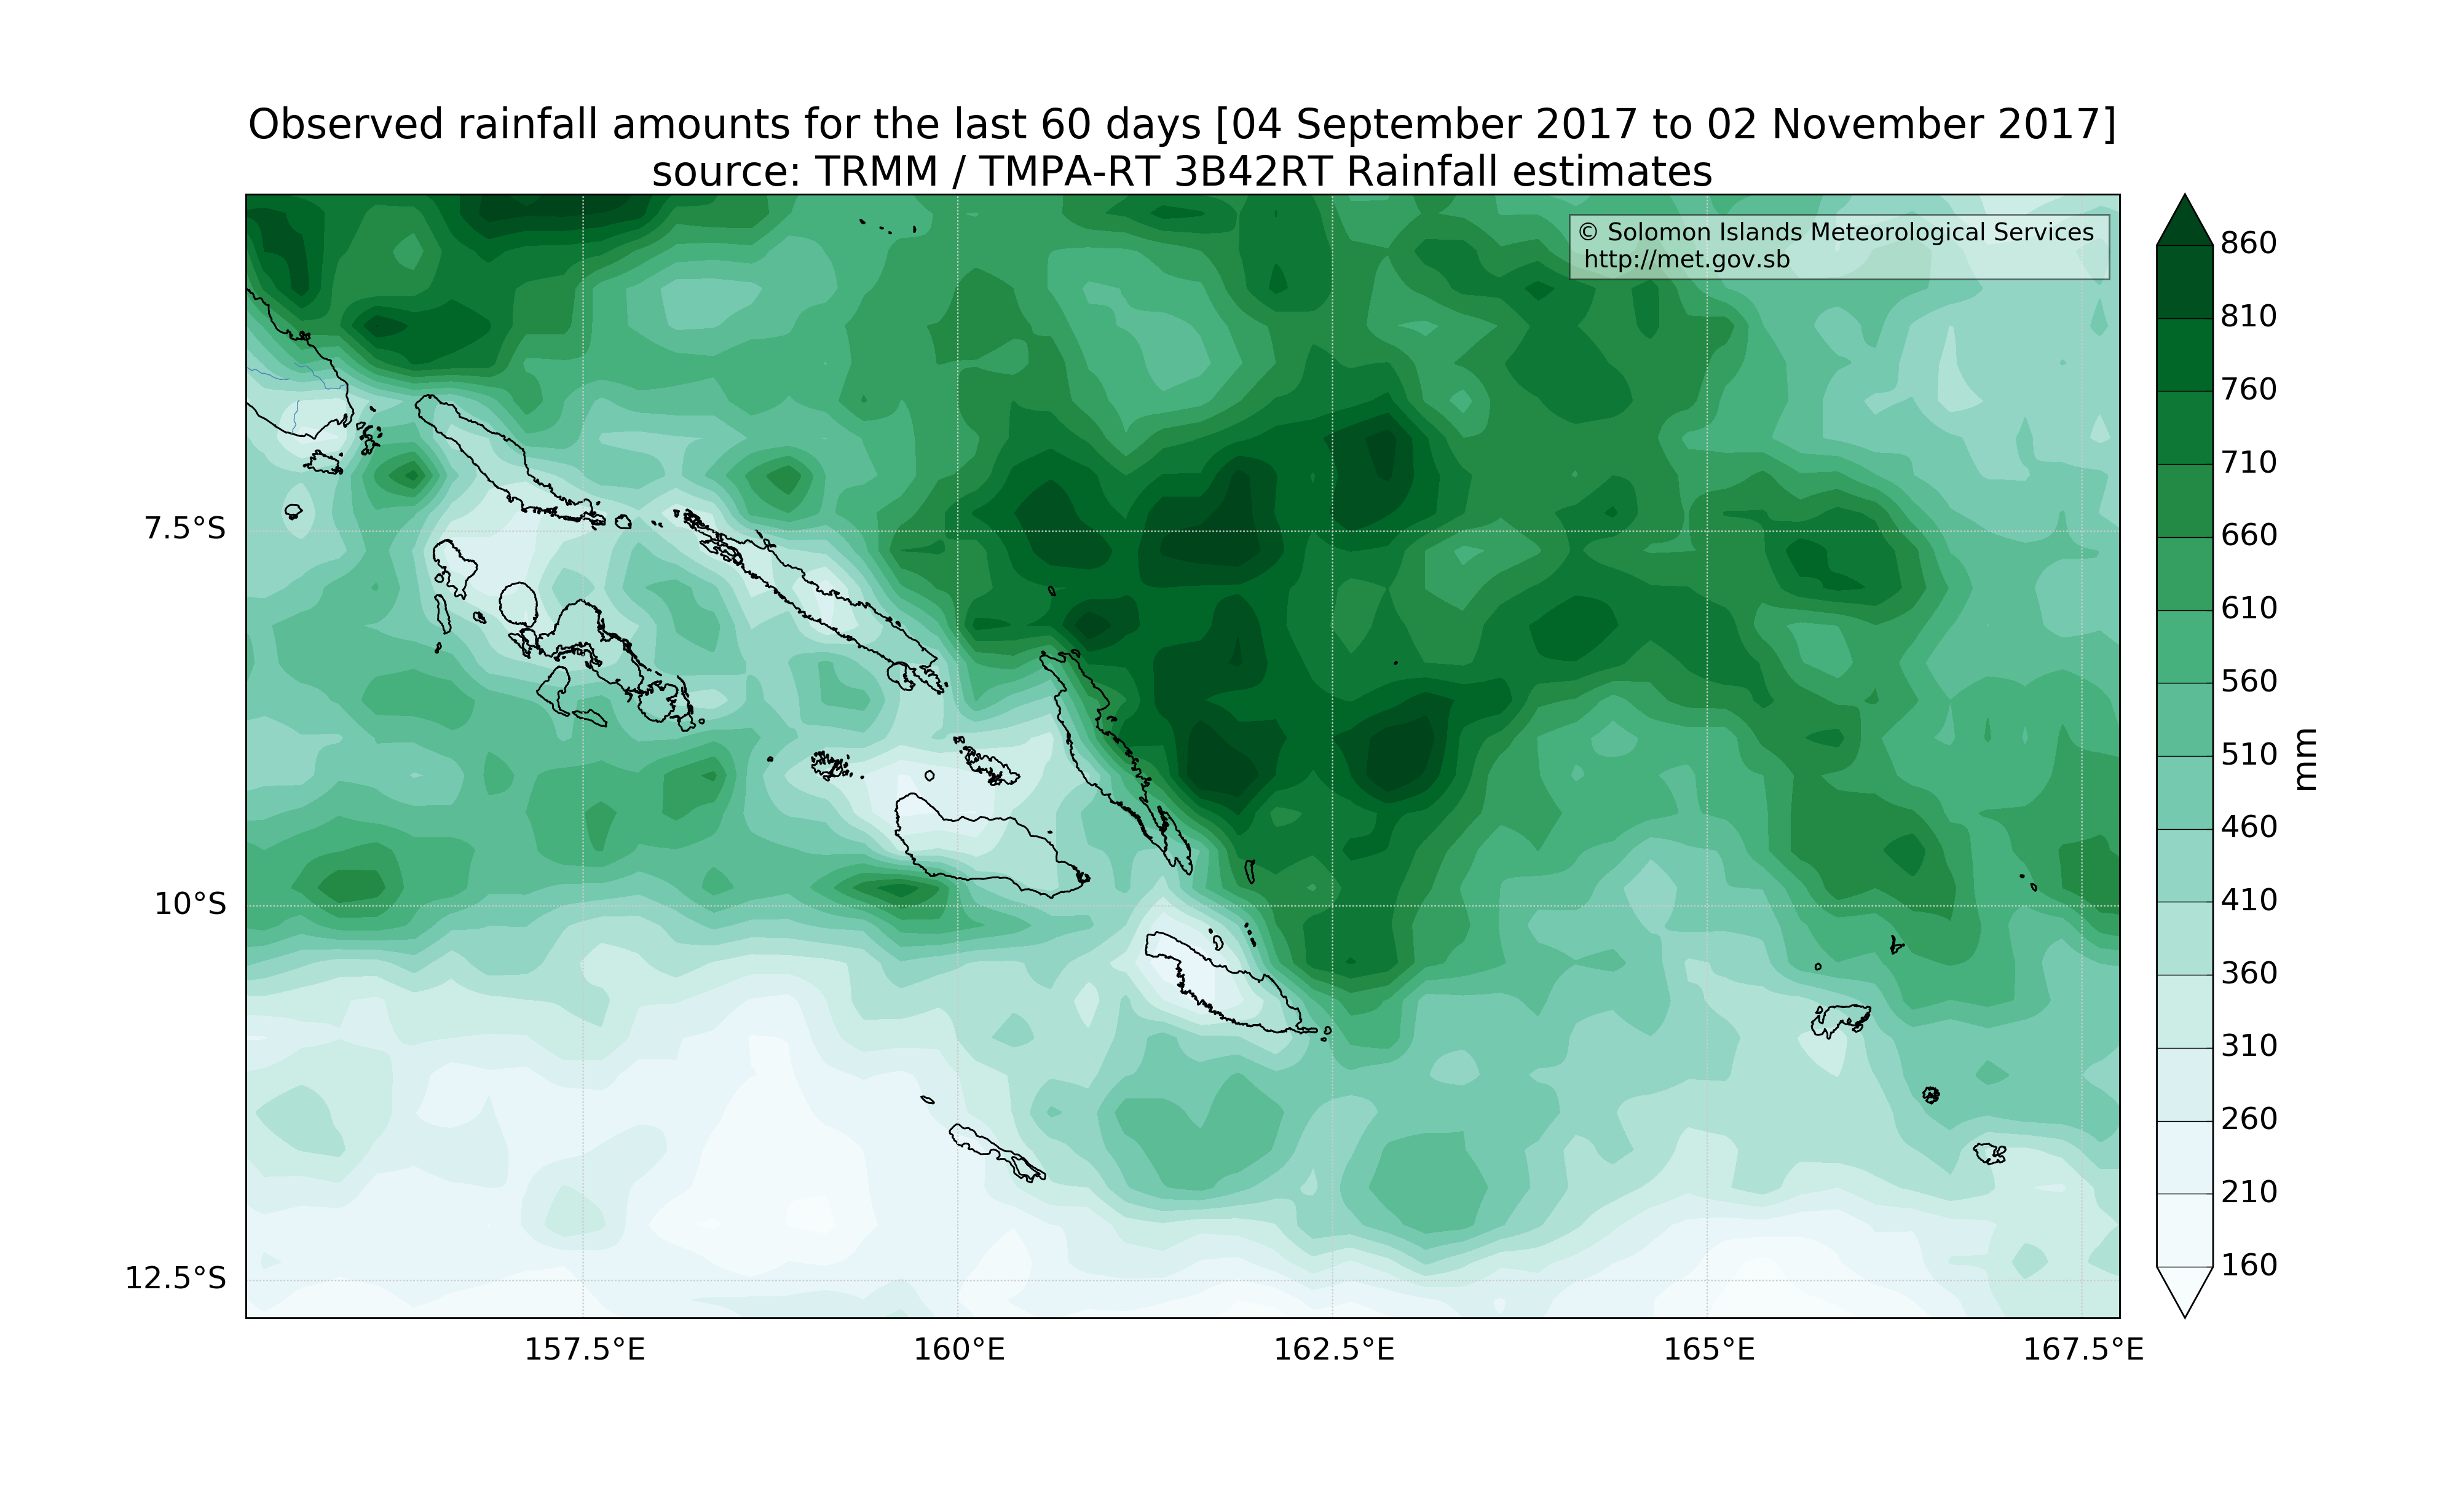 Observed rainfall amounts for the last 60 days [04 September 2017 to 02 November 2017]
source: TRMM / TMPA-RT 3B42RT Rainfall estimates
© Solomon Islands Meteorological Services
http://met.gov.sb
7.5°S
10°S
12.5°S
157.5°E
160°E
162.5°E
165°E
167.5°E
860
810
760
710
660
610
560
510
460
410
360
310
260
210
160
mm